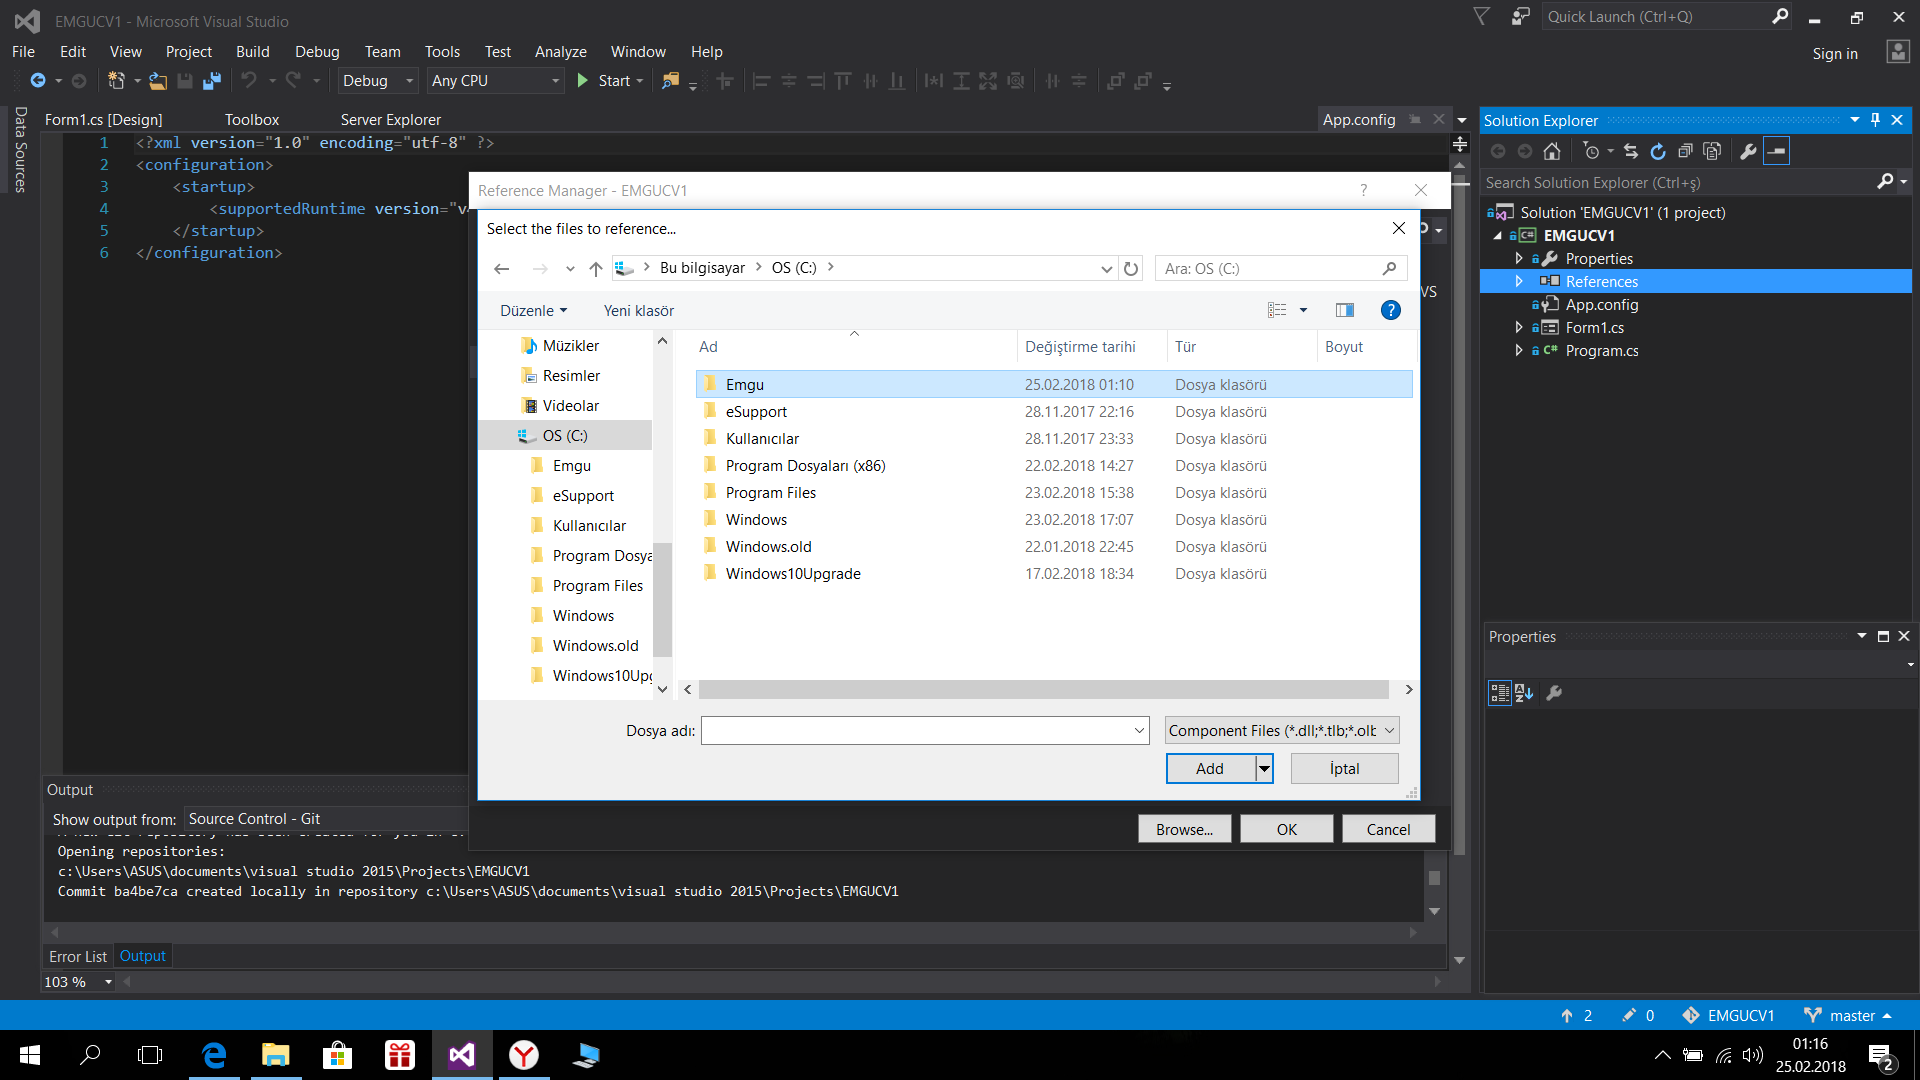 EMGUCV1 - Microsoft Visual Studio
Quick Launch (Ctrl+Q)
File Edit View Project Build Debug Team Tools Test Analyze Window Help
Sign in
Debug Any CPU Start
Data Sources
Form1.cs [Design] Toolbox Server Explorer App.config
1 <?xml version="1.0" encoding="utf-8" ?>
2 <configuration>
3 <startup>
4 <supportedRuntime version="v
5 </startup>
6 </configuration>
Reference Manager - EMGUCV1
?
Select the files to reference...
Bu bilgisayar > OS (C:) >
Ara: OS (C:)
Düzenle Yeni klasör
?
VS
Müzikler
Resimler
Videolar
OS (C:)
Emgu
eSupport
Kullanıcılar
Program Dosya
Program Files
Windows
Windows.old
Windows10Upg
Ad Değiştirme tarihi Tür Boyut
Emgu 25.02.2018 01:10 Dosya klasörü
eSupport 28.11.2017 22:16 Dosya klasörü
Kullanıcılar 28.11.2017 23:33 Dosya klasörü
Program Dosyaları (x86) 22.02.2018 14:27 Dosya klasörü
Program Files 23.02.2018 15:38 Dosya klasörü
Windows 23.02.2018 17:07 Dosya klasörü
Windows.old 22.01.2018 22:45 Dosya klasörü
Windows10Upgrade 17.02.2018 18:34 Dosya klasörü
Dosya adı:
Component Files (*.dll;*.tlb;*.olb
Add İptal
Browse... OK Cancel
Solution Explorer
Search Solution Explorer (Ctrl+ş)
Solution 'EMGUCV1' (1 project)
C# EMGUCV1
Properties
References
App.config
Form1.cs
C# Program.cs
Properties
Output
Show output from: Source Control - Git
Opening repositories:
c:\Users\ASUS\documents\visual studio 2015\Projects\EMGUCV1
Commit ba4be7ca created locally in repository c:\Users\ASUS\documents\visual studio 2015\Projects\EMGUCV1
Error List Output
103 %
2 0 EMGUCV1 master
01:16
25.02.2018
2